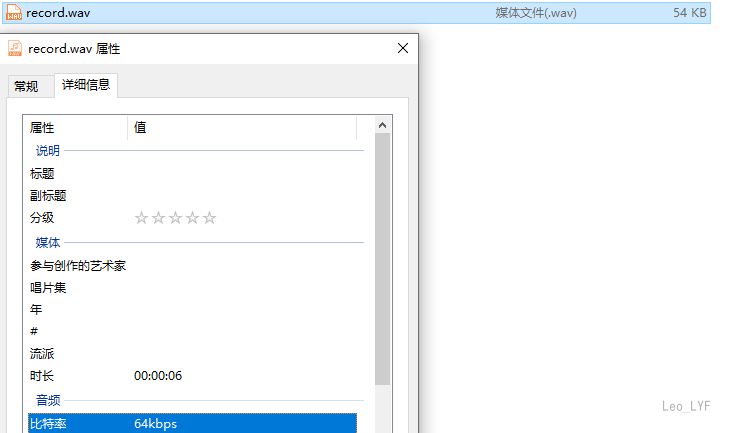 record.wav 媒体文件(.wav) 54 KB
record.wav 属性
常规 详细信息
属性 值
说明
标题
副标题
分级 ☆☆☆☆☆
媒体
参与创作的艺术家
唱片集
年
#
流派
时长 00:00:06
音频
比特率 64kbps
Leo_LYF